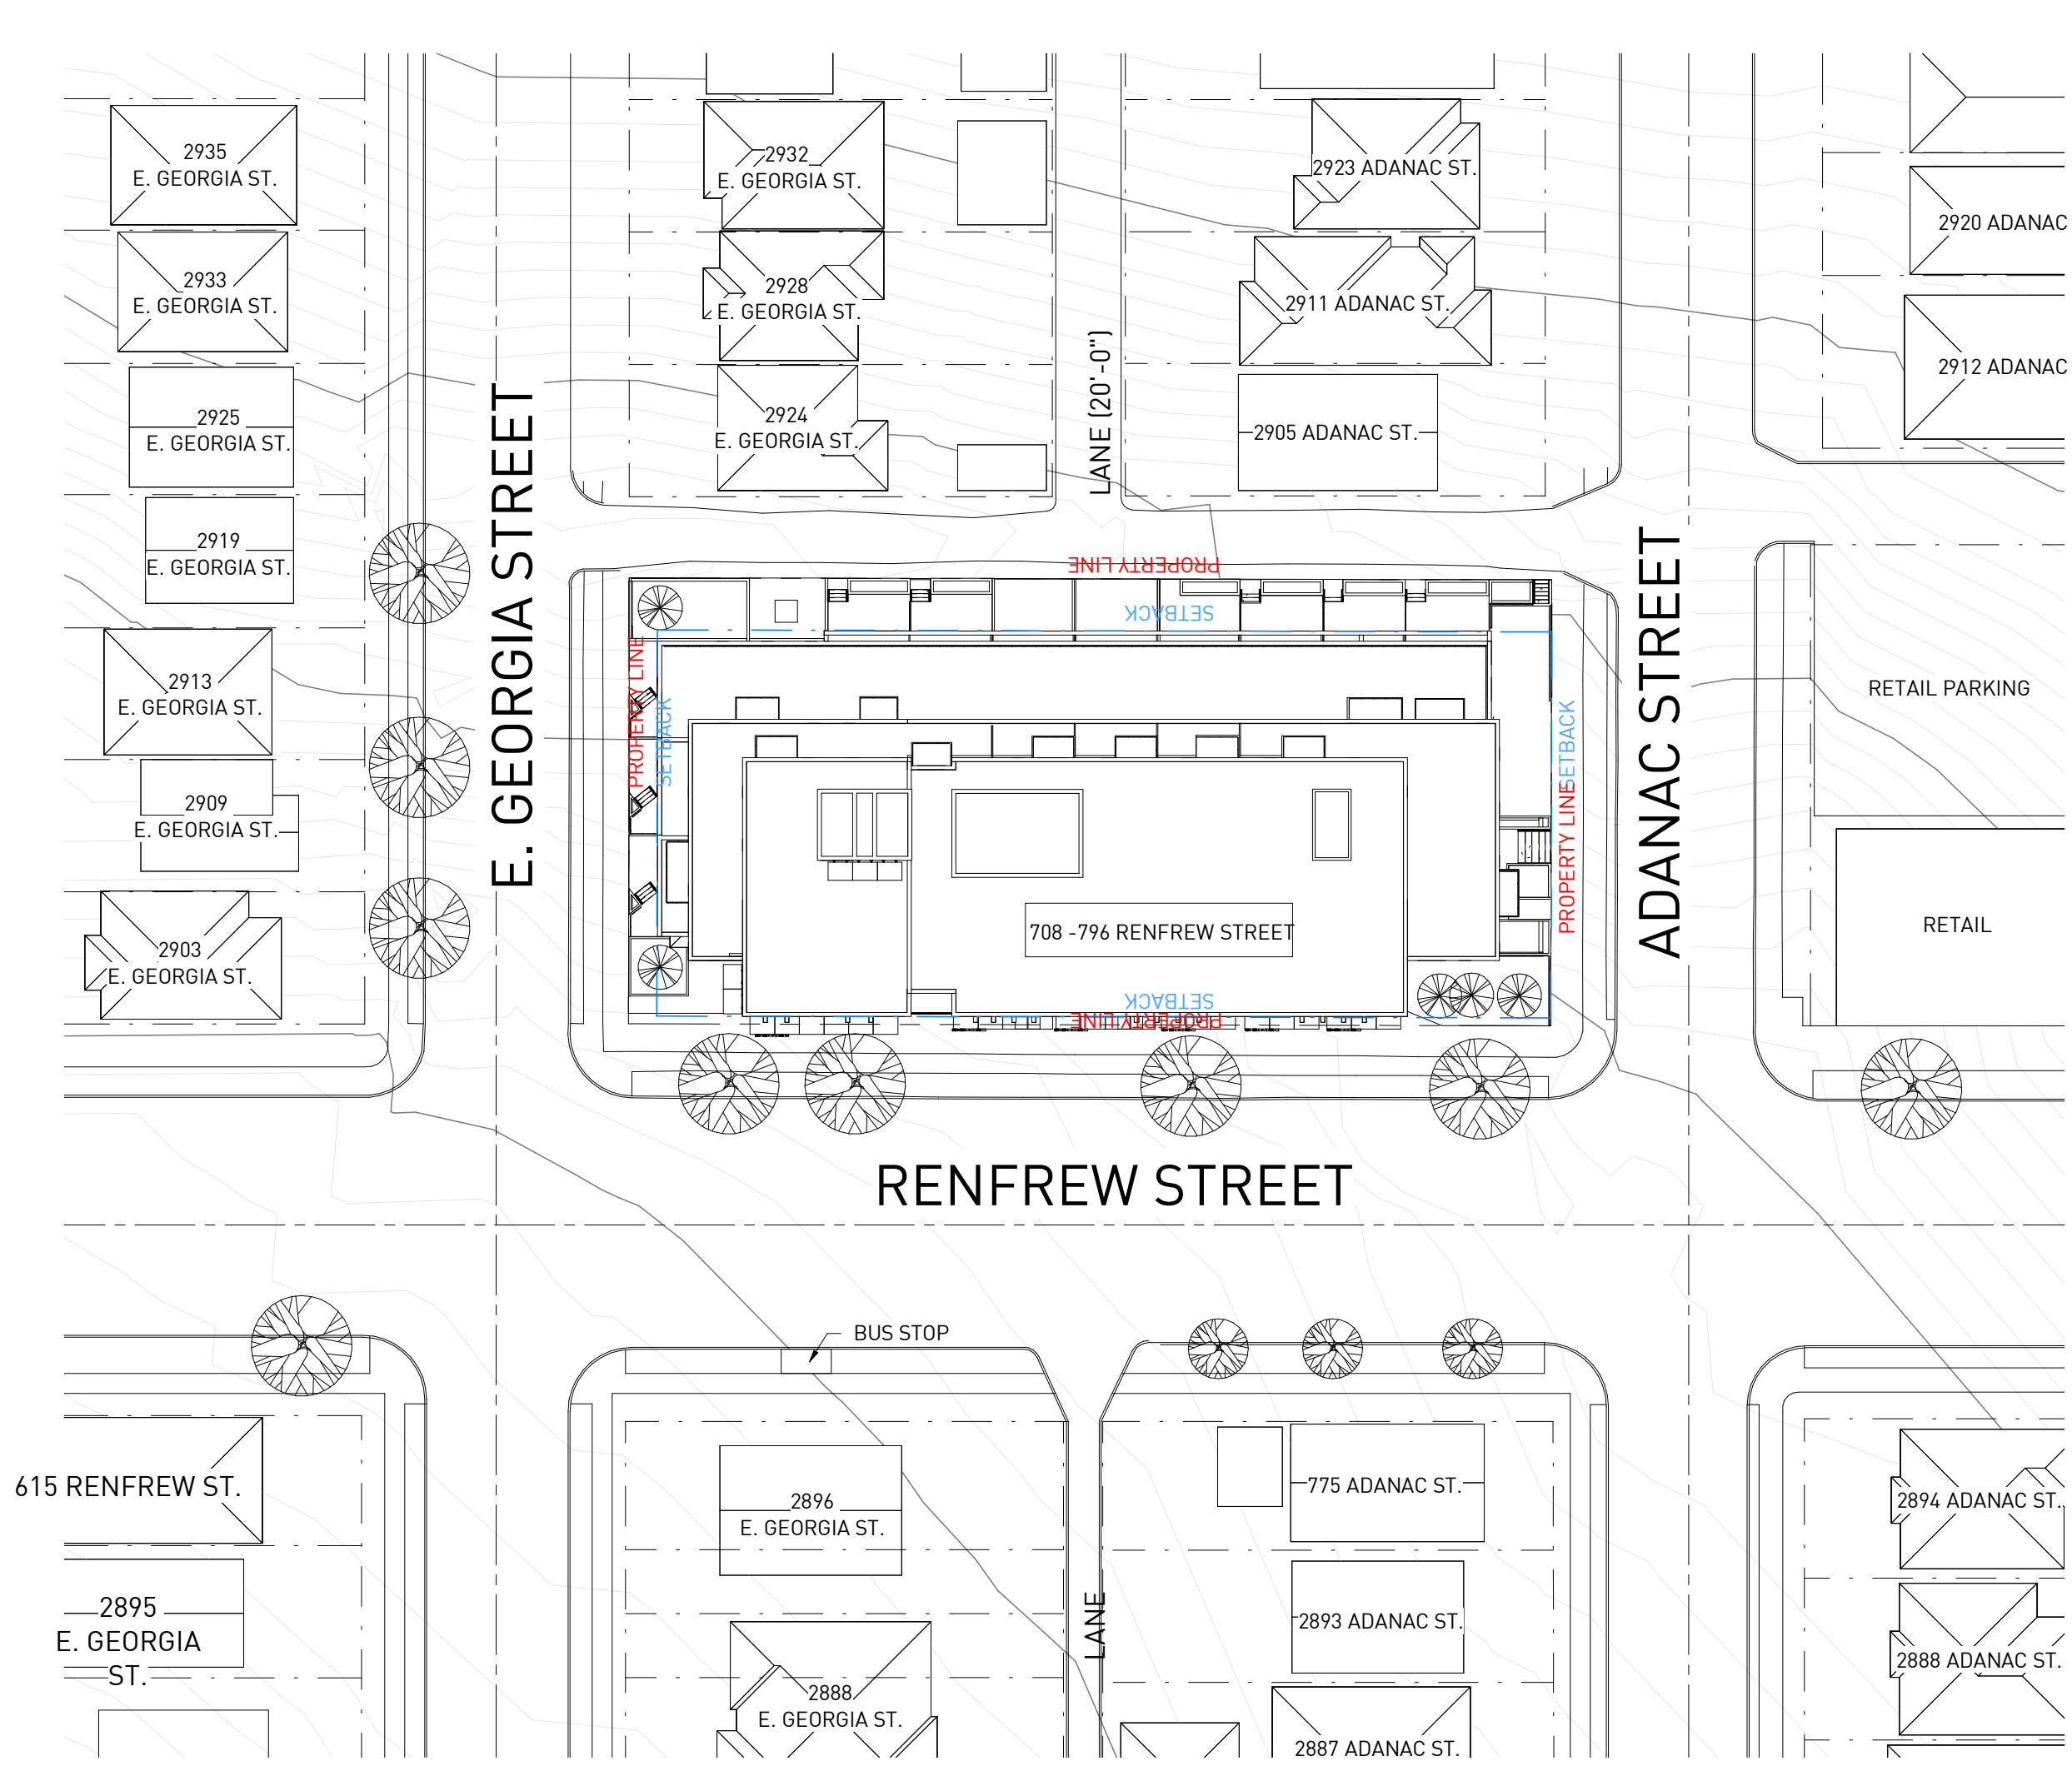 2935
E. GEORGIA ST.
2932
E. GEORGIA ST.
2923 ADANAC ST.
2920 ADANAC
2933
E. GEORGIA ST.
2928
E. GEORGIA ST.
2911 ADANAC ST.
2912 ADANAC
2925
E. GEORGIA ST.
2924
E. GEORGIA ST.
LANE (20'-0")
2905 ADANAC ST.
2919
E. GEORGIA ST.
E. GEORGIA STREET
ADANAC STREET
PROPERTY LINE
SETBACK
2913
E. GEORGIA ST.
PROPERTY LINE
SETBACK
SETBACK
PROPERTY LINE
RETAIL PARKING
2909
E. GEORGIA ST.
2903
E. GEORGIA ST.
708 -796 RENFREW STREET
RETAIL
SETBACK
PROPERTY LINE
RENFREW STREET
BUS STOP
615 RENFREW ST.
2896
E. GEORGIA ST.
775 ADANAC ST.
2894 ADANAC ST.
2895
E. GEORGIA
ST.
LANE
2893 ADANAC ST.
2888 ADANAC ST.
2888
E. GEORGIA ST.
2887 ADANAC ST.